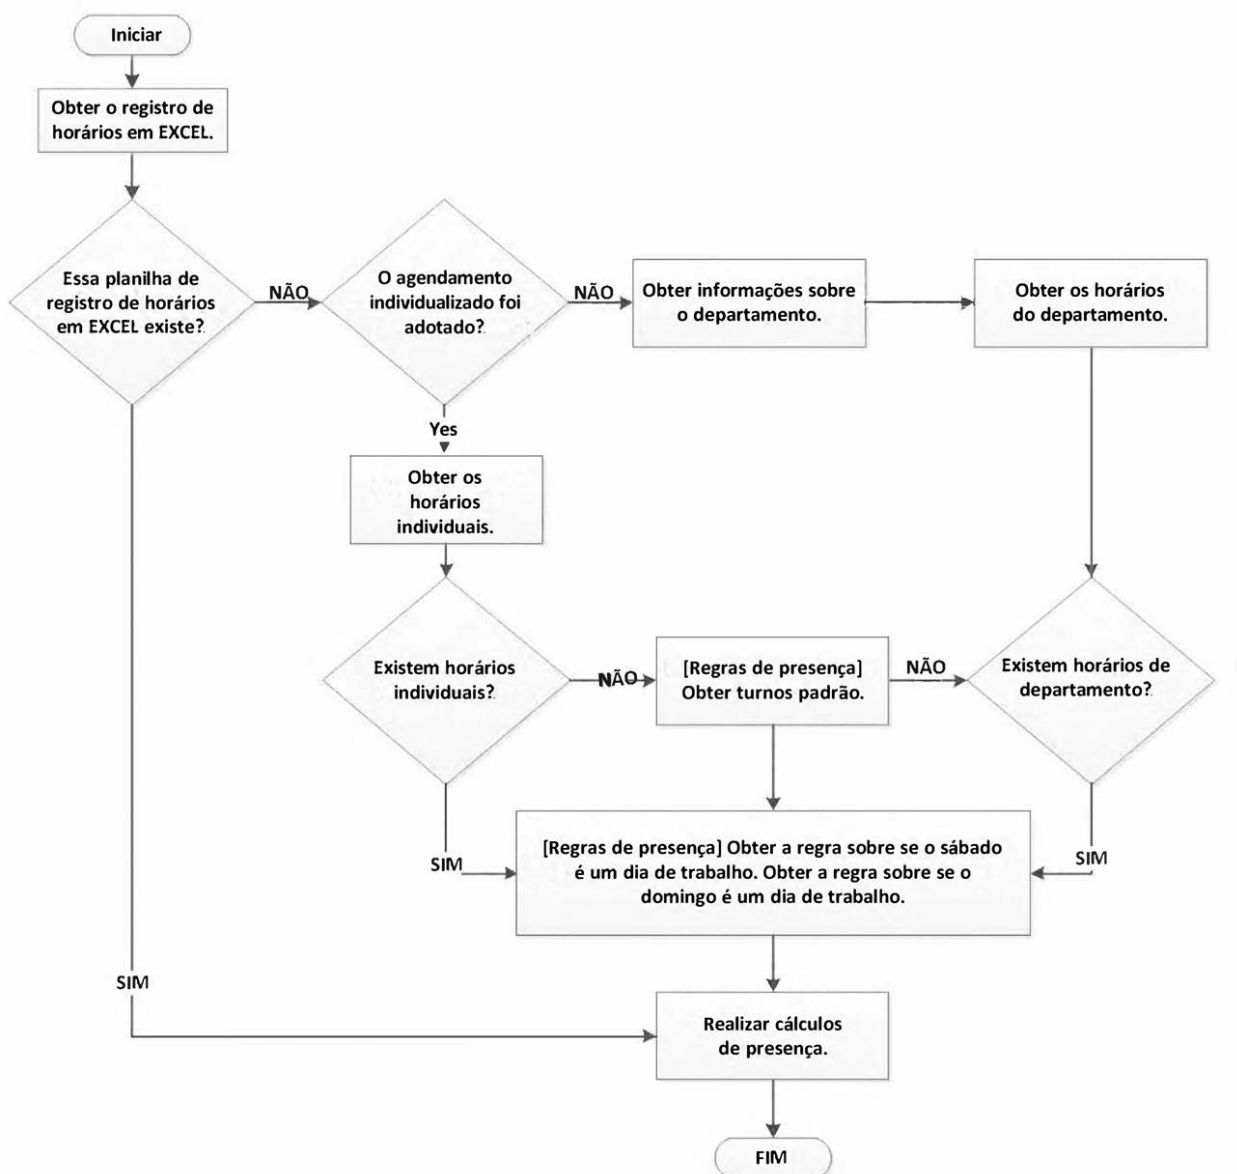 Iniciar
Obter o registro de
horários em EXCEL.
Essa planilha de
registro de horários
em EXCEL existe?
NÃO
O agendamento
individualizado foi
adotado?
NÃO
Obter informações sobre
o departamento.
Obter os horários
do departamento.
Yes
Obter os
horários
individuais.
Existem horários
individuais?
NÃO
[Regras de presença]
Obter turnos padrão.
NÃO
Existem horários de
departamento?
SIM
[Regras de presença] Obter a regra sobre se o sábado
é um dia de trabalho. Obter a regra sobre se o
domingo é um dia de trabalho.
SIM
SIM
Realizar cálculos
de presença.
FIM